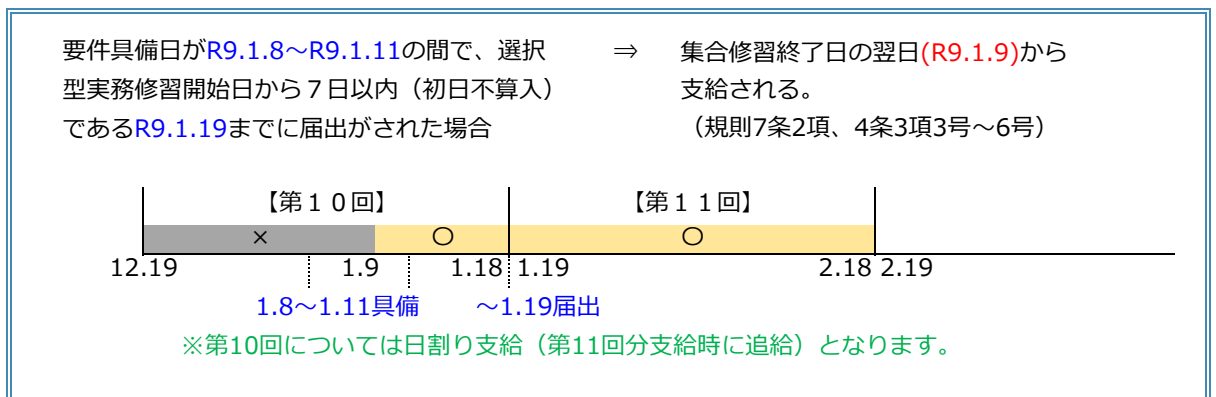 要件具備日がR9.1.8～R9.1.11の間で、選択
型実務修習開始日から７日以内（初日不算入）
であるR9.1.19までに届出がされた場合
⇒
集合修習終了日の翌日(R9.1.9)から
支給される。
（規則7条2項、4条3項3号～6号）
【第１０回】 【第１１回】
× ○ ○
12.19 1.9 1.18 1.19 2.18 2.19
1.8～1.11具備 ～1.19届出
※第10回については日割り支給（第11回分支給時に追給）となります。